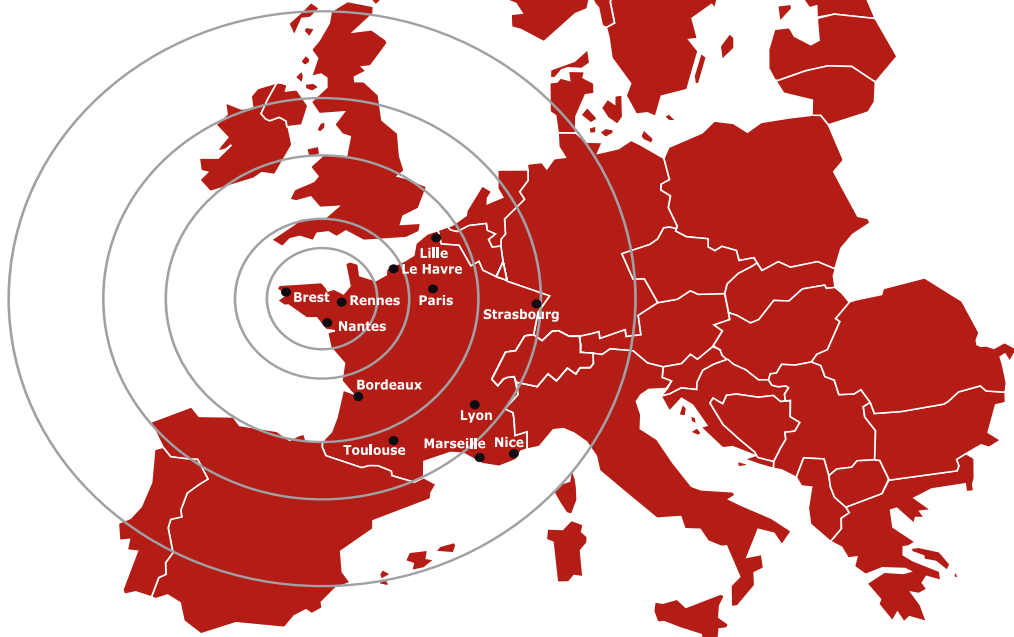 Lille
Le Havre
Brest
Rennes
Paris
Strasbourg
Nantes
Bordeaux
Lyon
Toulouse
Marseille
Nice